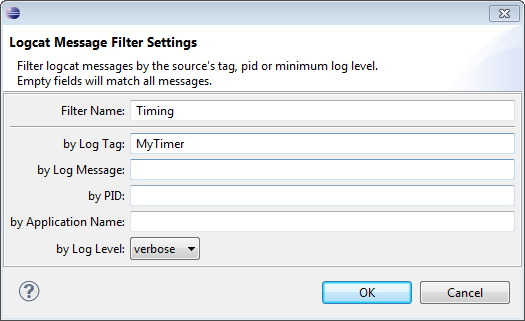 Logcat Message Filter Settings
Filter logcat messages by the source's tag, pid or minimum log level.
Empty fields will match all messages.
Filter Name: Timing
by Log Tag: MyTimer
by Log Message:
by PID:
by Application Name:
by Log Level: verbose
? OK Cancel